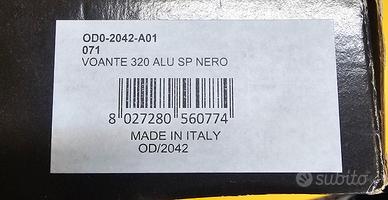 OD0-2042-A01
071
VOANTE 320 ALU SP NERO
8 027280 560774
MADE IN ITALY
OD/2042
subito